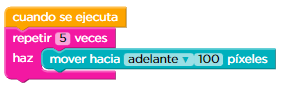 cuando se ejecuta
repetir 5 veces
haz mover hacia adelante 100 píxeles